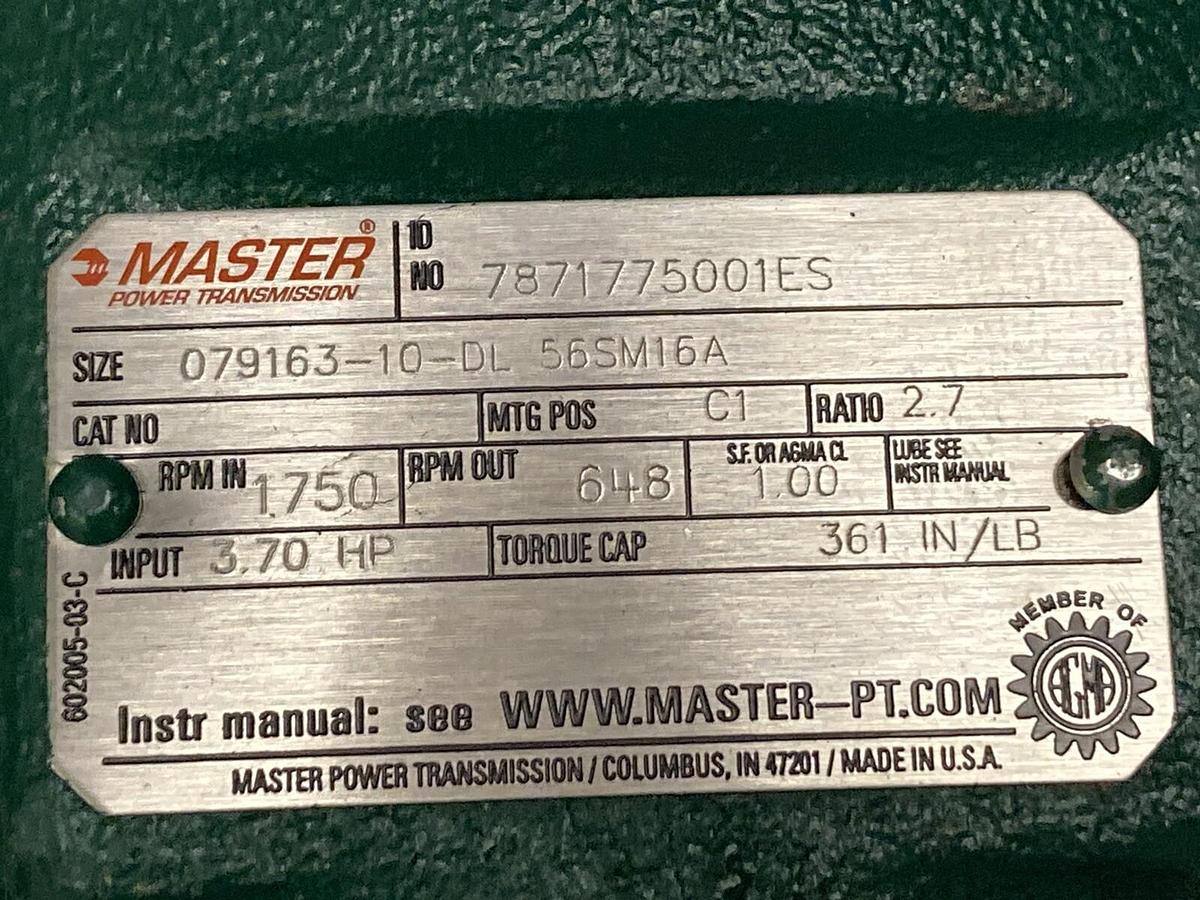 MASTER®
POWER TRANSMISSION
ID
NO 7871775001ES
SIZE 079163-10-DL 56SM16A
CAT NO MTG POS C1 RATIO 2.7
RPM IN 1750 RPM OUT 648 S.F. OR AGMA CL 1.00 LUBE SEE INSTR MANUAL
INPUT 3.70 HP TORQUE CAP 361 IN/LB
602005-03-C
MEMBER OF
AGMA
Instr manual: see WWW.MASTER-PT.COM
MASTER POWER TRANSMISSION / COLUMBUS, IN 47201 / MADE IN U.S.A.